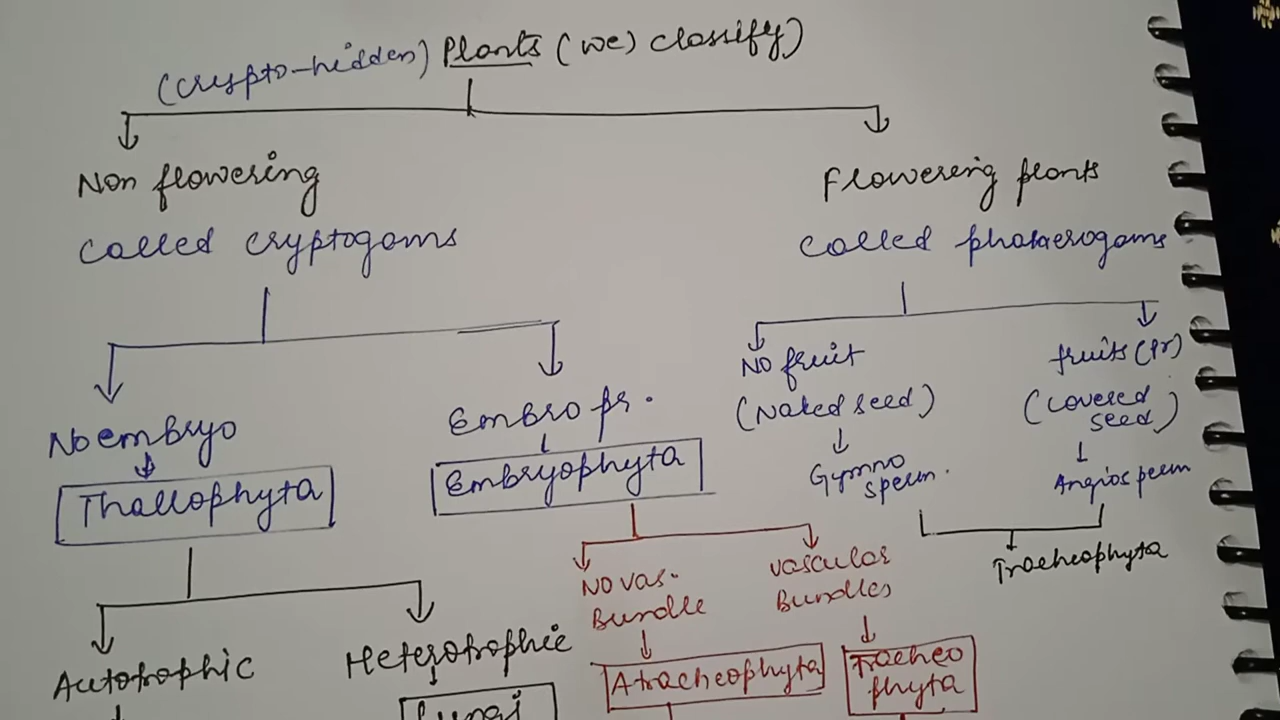 (crypto-hidden) Plants (we) classify)
Non flowering
called cryptogams
Flowering plants
called phanerogams
No embryo
Thallophyta
Embro pr.
Embryophyta
No fruit
(Naked seed)
Gymno
sperm.
fruits (pr)
(covered
seed)
Angiosperm
Tracheophyta
No vas.
Bundle
Atracheophyta
vascular
Bundles
Tracheo
phyta
Autotrophic
Heterotrophic
Fungi